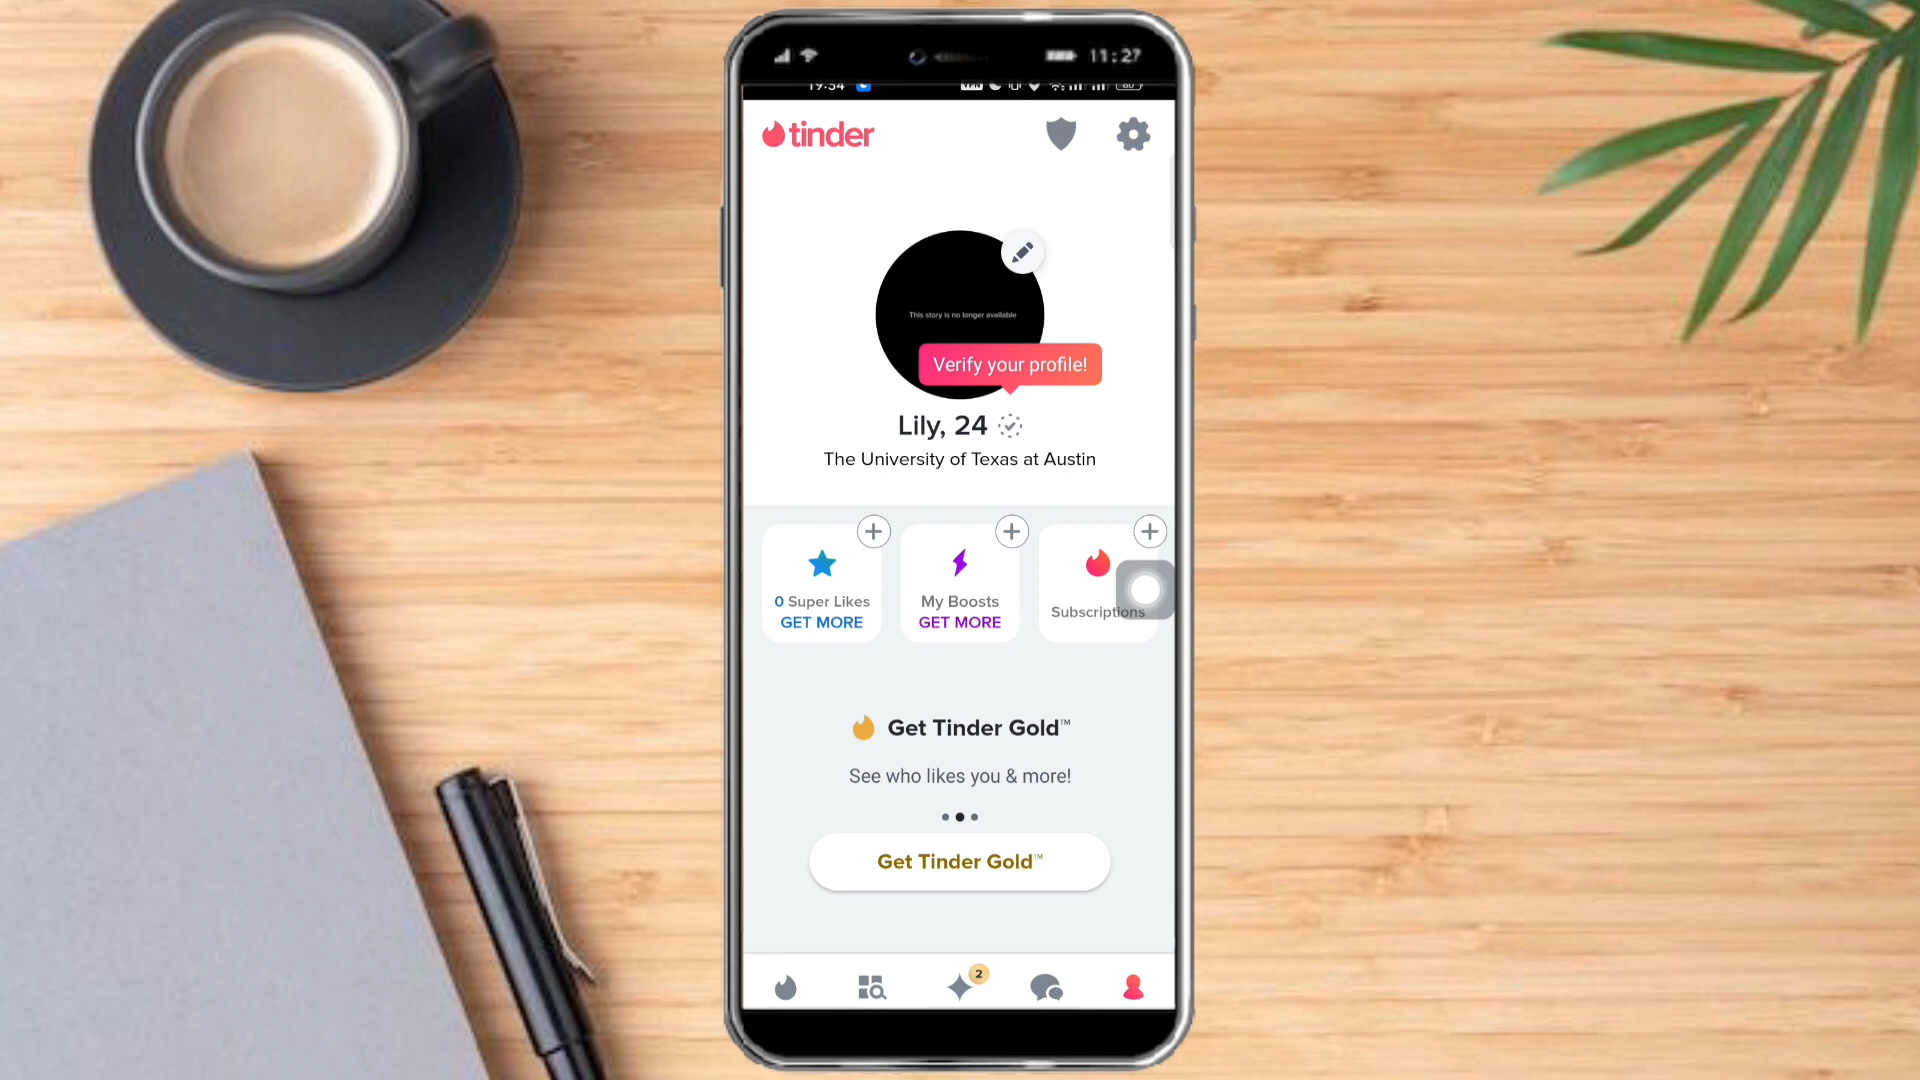 11:27
19:54
tinder
This story is no longer available
Verify your profile!
Lily, 24
The University of Texas at Austin
0 Super Likes
GET MORE
My Boosts
GET MORE
Subscriptions
Get Tinder Gold™
See who likes you & more!
Get Tinder Gold™
2